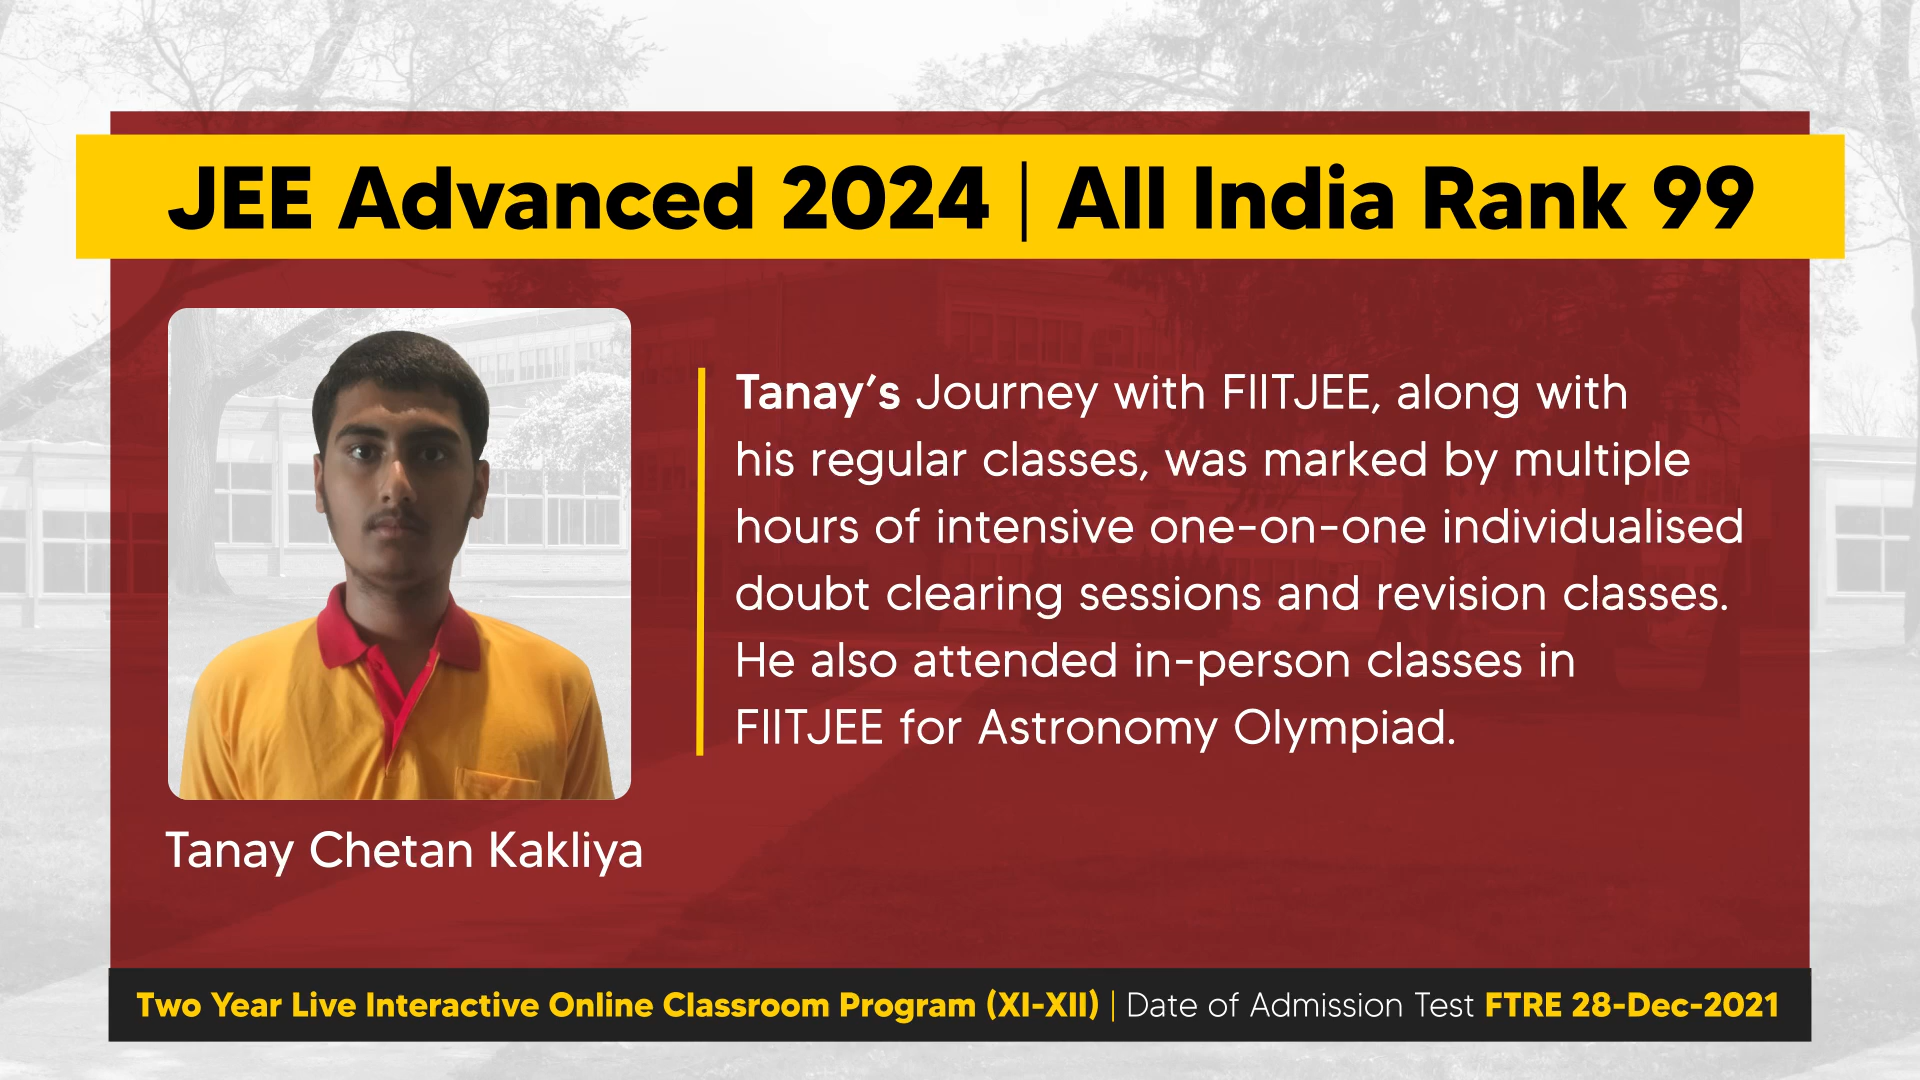 JEE Advanced 2024 | All India Rank 99
Tanay's Journey with FIITJEE, along with
his regular classes, was marked by multiple
hours of intensive one-on-one individualised
doubt clearing sessions and revision classes.
He also attended in-person classes in
FIITJEE for Astronomy Olympiad.
Tanay Chetan Kakliya
Two Year Live Interactive Online Classroom Program (XI-XII) | Date of Admission Test FTRE 28-Dec-2021